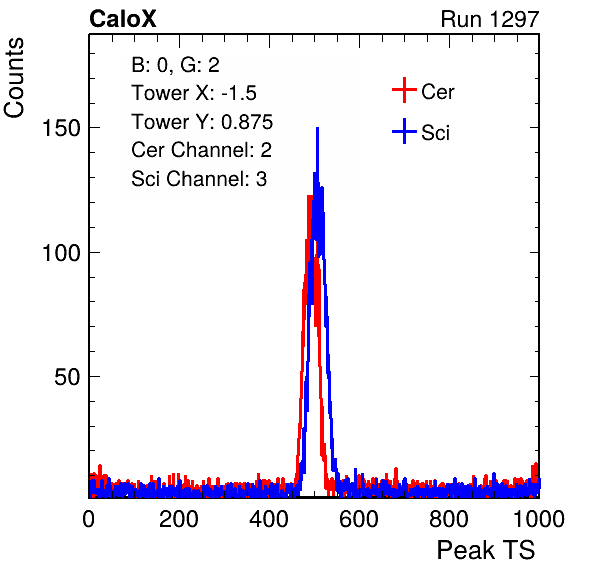 CaloX
Run 1297
Counts
B: 0, G: 2
Tower X: -1.5
Tower Y: 0.875
Cer Channel: 2
Sci Channel: 3
Cer
Sci
150
100
50
0 200 400 600 800 1000
Peak TS